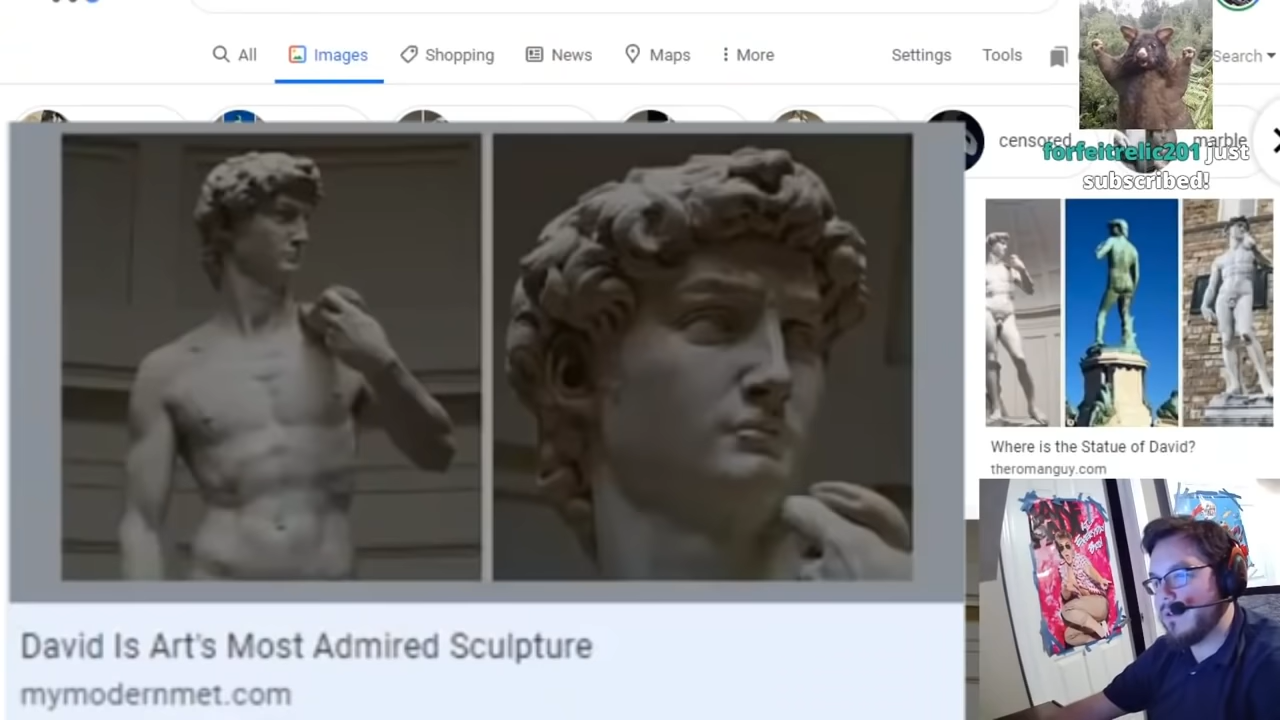 All
Images
Shopping
News
Maps
More
Settings
Tools
Search
censored
marble
forfeitrelic201 just
subscribed!
Where is the Statue of David?
theromanguy.com
David Is Art's Most Admired Sculpture
mymodernmet.com